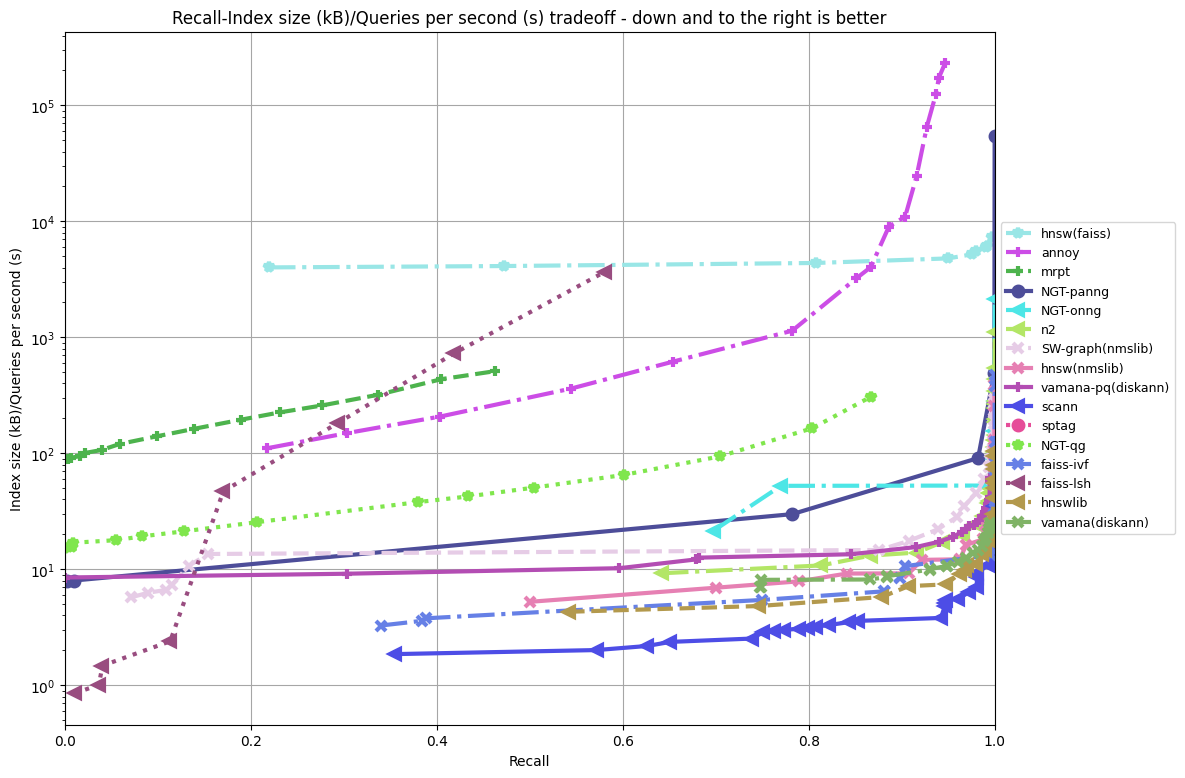 Recall-Index size (kB)/Queries per second (s) tradeoff - down and to the right is better
Index size (kB)/Queries per second (s)
10^5
10^4
10^3
10^2
10^1
10^0
0.0
0.2
0.4
0.6
0.8
1.0
Recall
hnsw(faiss)
annoy
mrpt
NGT-panng
NGT-onng
n2
SW-graph(nmslib)
hnsw(nmslib)
vamana-pq(diskann)
scann
sptag
NGT-qg
faiss-ivf
faiss-lsh
hnswlib
vamana(diskann)